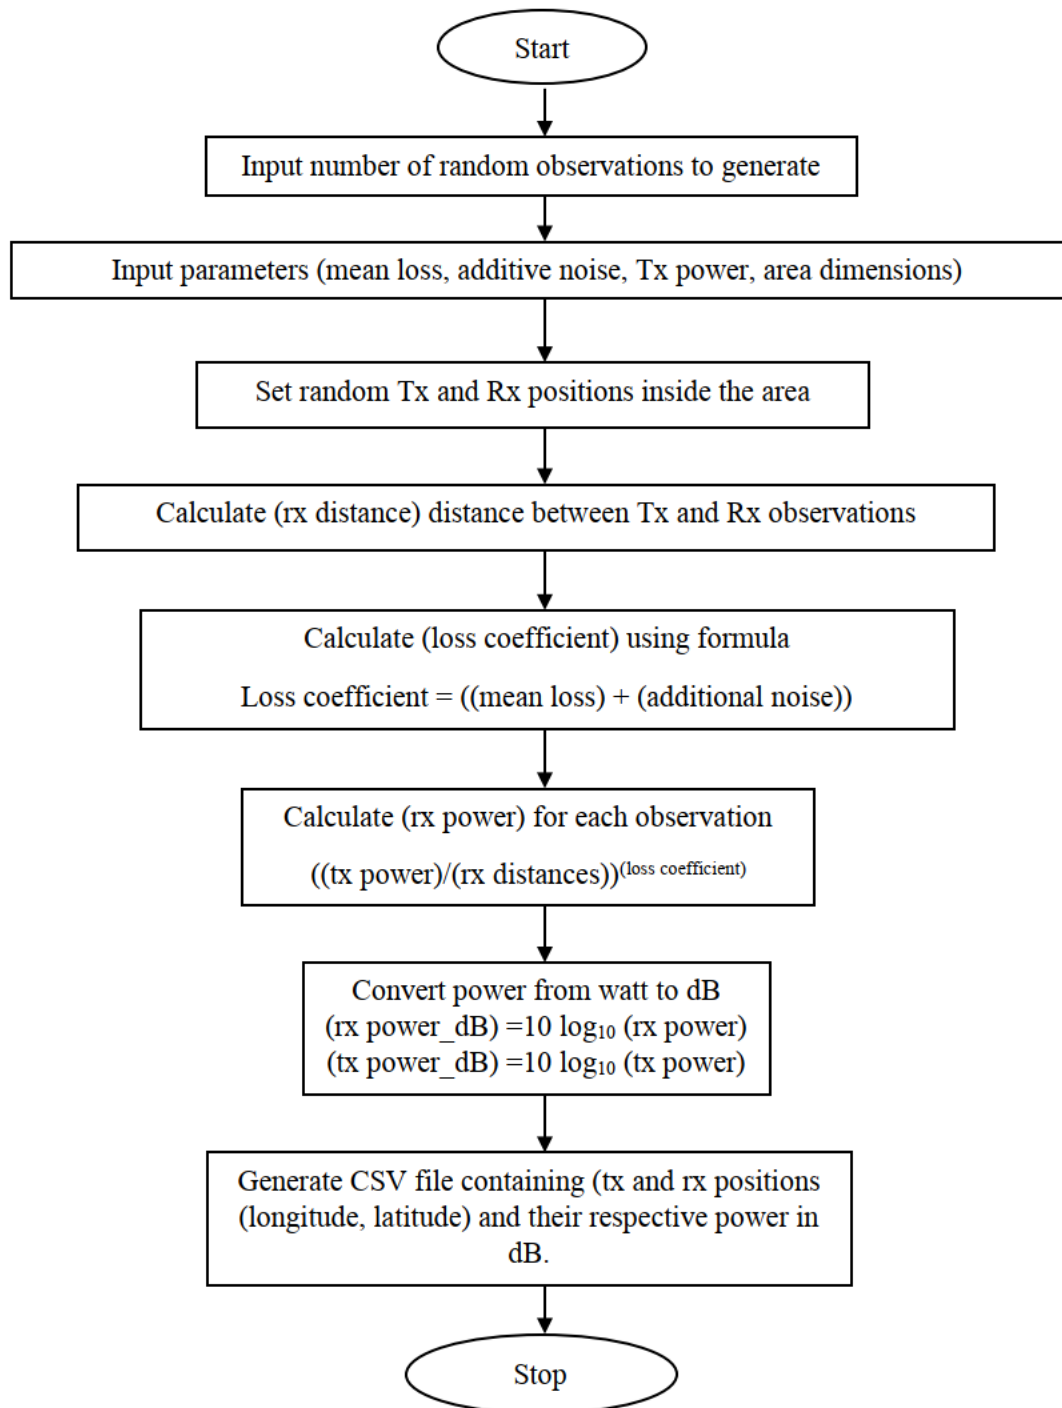 Start
Input number of random observations to generate
Input parameters (mean loss, additive noise, Tx power, area dimensions)
Set random Tx and Rx positions inside the area
Calculate (rx distance) distance between Tx and Rx observations
Calculate (loss coefficient) using formula
Loss coefficient = ((mean loss) + (additional noise))
Calculate (rx power) for each observation
((tx power)/(rx distances))^(loss coefficient)
Convert power from watt to dB
(rx power_dB) =10 log₁₀ (rx power)
(tx power_dB) =10 log₁₀ (tx power)
Generate CSV file containing (tx and rx positions
(longitude, latitude) and their respective power in
dB.
Stop